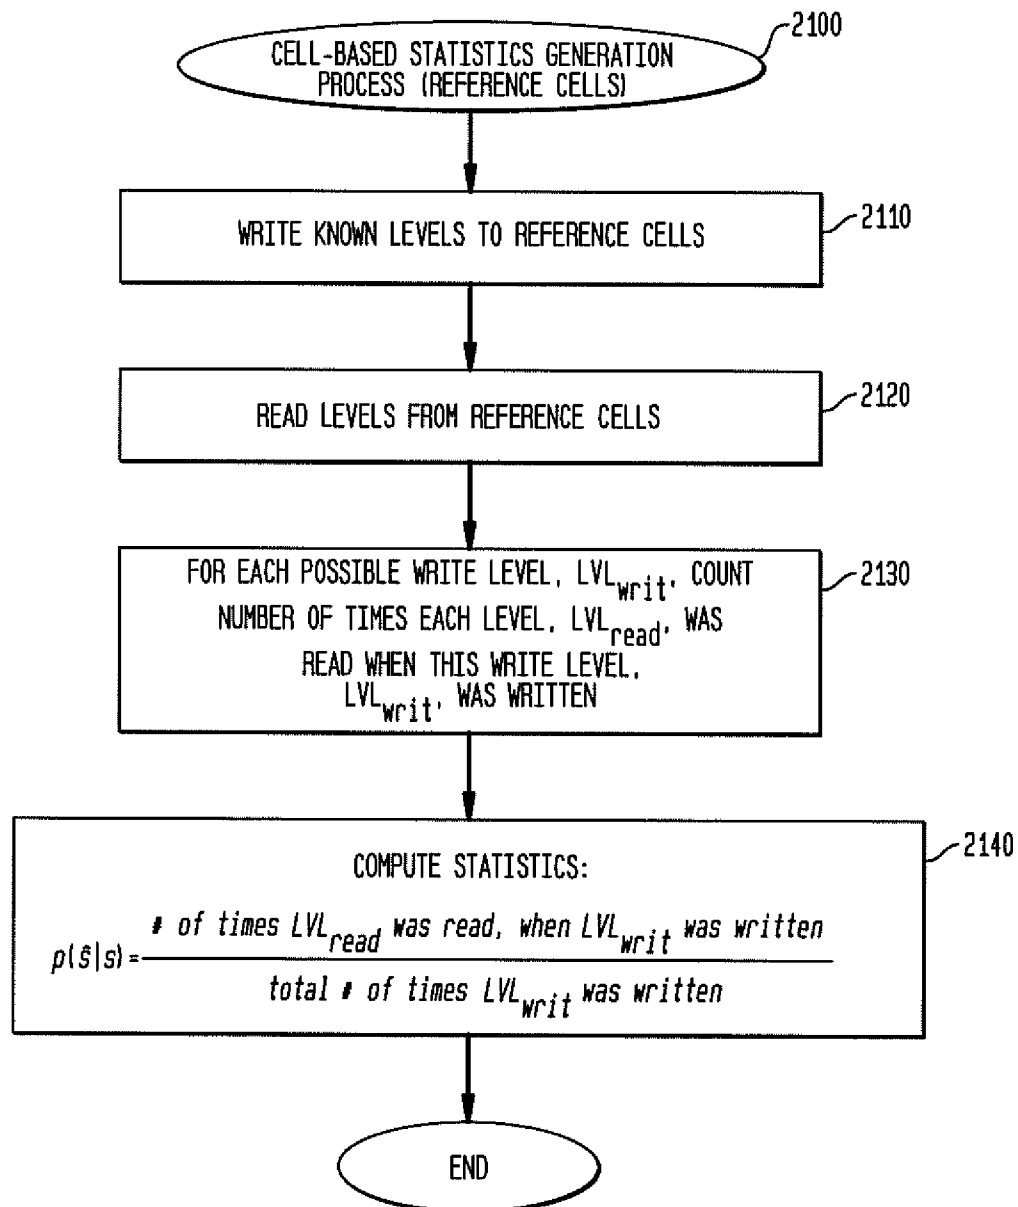 2100
CELL-BASED STATISTICS GENERATION
PROCESS (REFERENCE CELLS)
WRITE KNOWN LEVELS TO REFERENCE CELLS
2110
READ LEVELS FROM REFERENCE CELLS
2120
FOR EACH POSSIBLE WRITE LEVEL, LVLwrit, COUNT
NUMBER OF TIMES EACH LEVEL, LVLread, WAS
READ WHEN THIS WRITE LEVEL,
LVLwrit, WAS WRITTEN
2130
2140
COMPUTE STATISTICS:
# of times LVLread was read, when LVLwrit was written
p(ŝ|s)=
total # of times LVLwrit was written
END